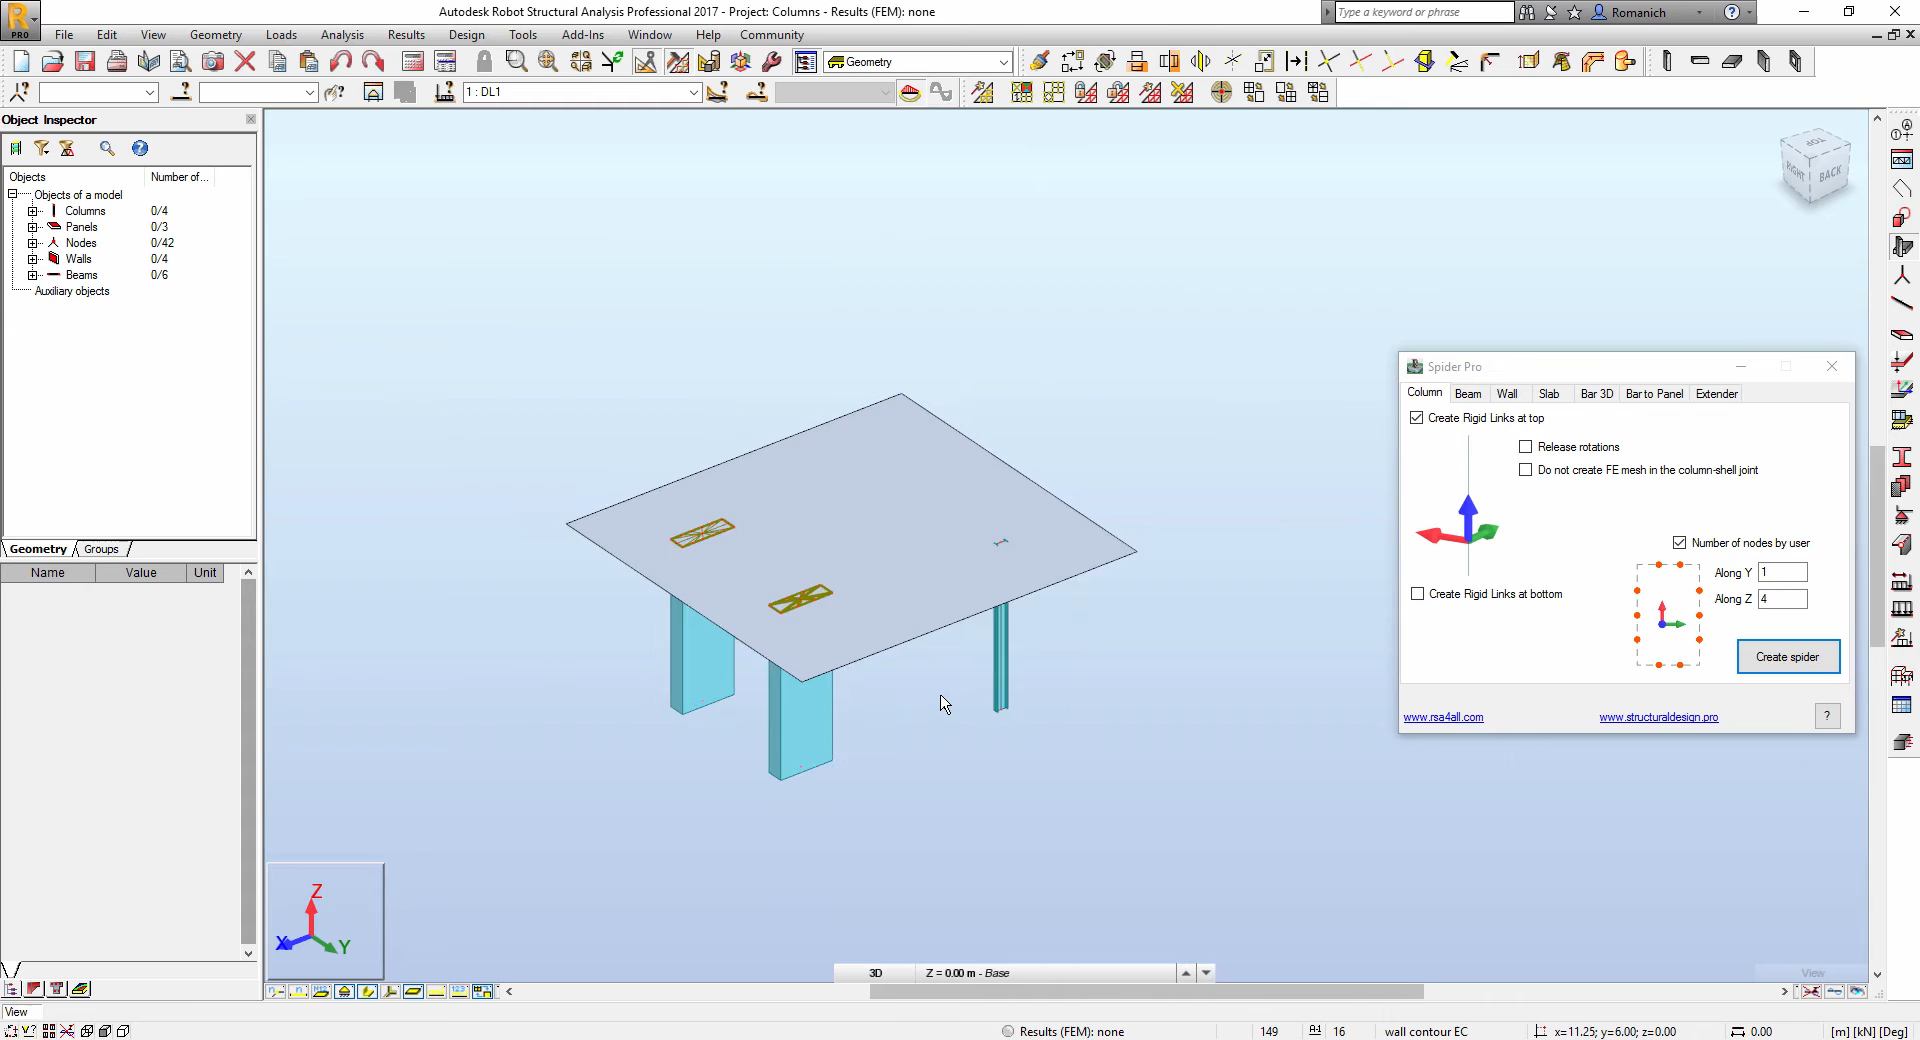 PRO
Autodesk Robot Structural Analysis Professional 2017 - Project: Columns - Results (FEM): none
Type a keyword or phrase
Romanich
File Edit View Geometry Loads Analysis Results Design Tools Add-Ins Window Help Community
Geometry
1 : DL1
Object Inspector
Objects Number of...
Objects of a model
Columns 0/4
Panels 0/3
Nodes 0/42
Walls 0/4
Beams 0/6
Auxiliary objects
Geometry Groups
Name Value Unit
TOP
RIGHT BACK
Spider Pro
Column Beam Wall Slab Bar 3D Bar to Panel Extender
Create Rigid Links at top
Release rotations
Do not create FE mesh in the column-shell joint
Number of nodes by user
Along Y 1
Create Rigid Links at bottom
Along Z 4
Create spider
www.rsa4all.com www.structuraldesign.pro ?
Z
X Y
3D Z = 0.00 m - Base
View
View
Results (FEM): none 149 16 wall contour EC x=11.25; y=6.00; z=0.00 0.00 [m] [kN] [Deg]